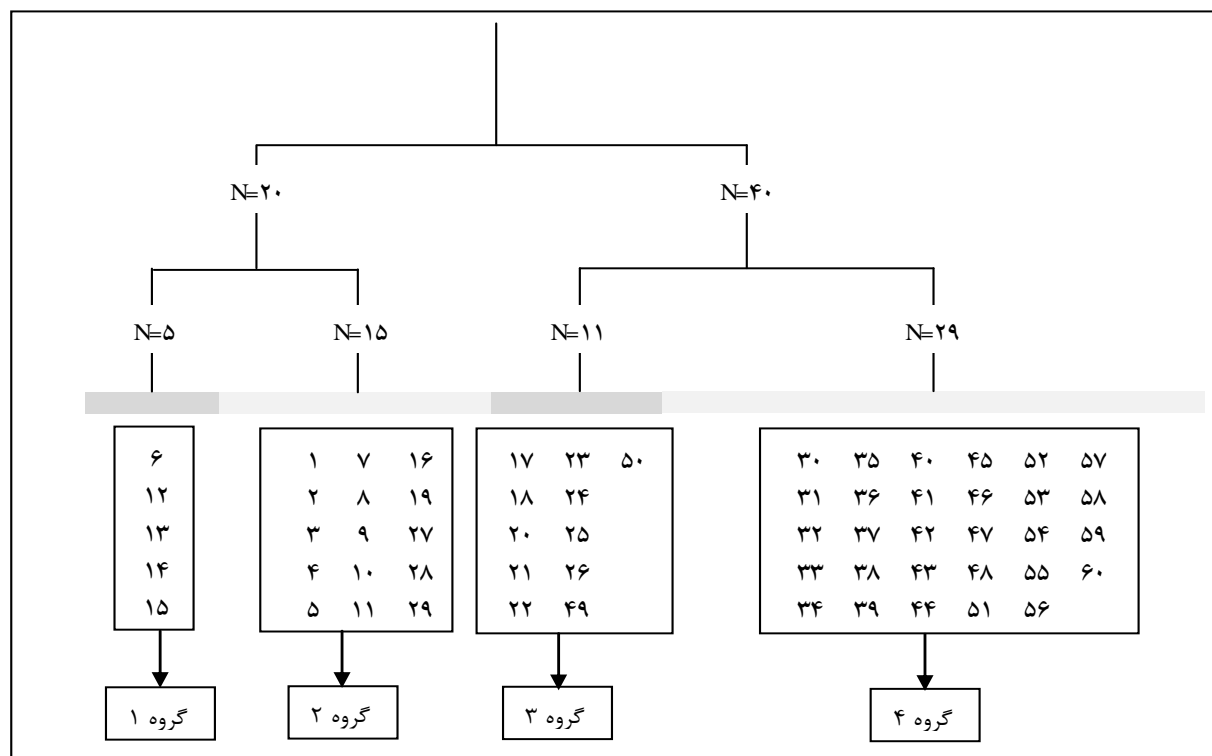 N=۲۰ N=۴۰
N=۵ N=۱۵ N=۱۱ N=۲۹
۶ ۱ ۷ ۱۶ ۱۷ ۲۳ ۵۰ ۳۰ ۳۵ ۴۰ ۴۵ ۵۲ ۵۷
۱۲ ۲ ۸ ۱۹ ۱۸ ۲۴ ۳۱ ۳۶ ۴۱ ۴۶ ۵۳ ۵۸
۱۳ ۳ ۹ ۲۷ ۲۰ ۲۵ ۳۲ ۳۷ ۴۲ ۴۷ ۵۴ ۵۹
۱۴ ۴ ۱۰ ۲۸ ۲۱ ۲۶ ۳۳ ۳۸ ۴۳ ۴۸ ۵۵ ۶۰
۱۵ ۵ ۱۱ ۲۹ ۲۲ ۴۹ ۳۴ ۳۹ ۴۴ ۵۱ ۵۶
گروه ۱ گروه ۲ گروه ۳ گروه ۴